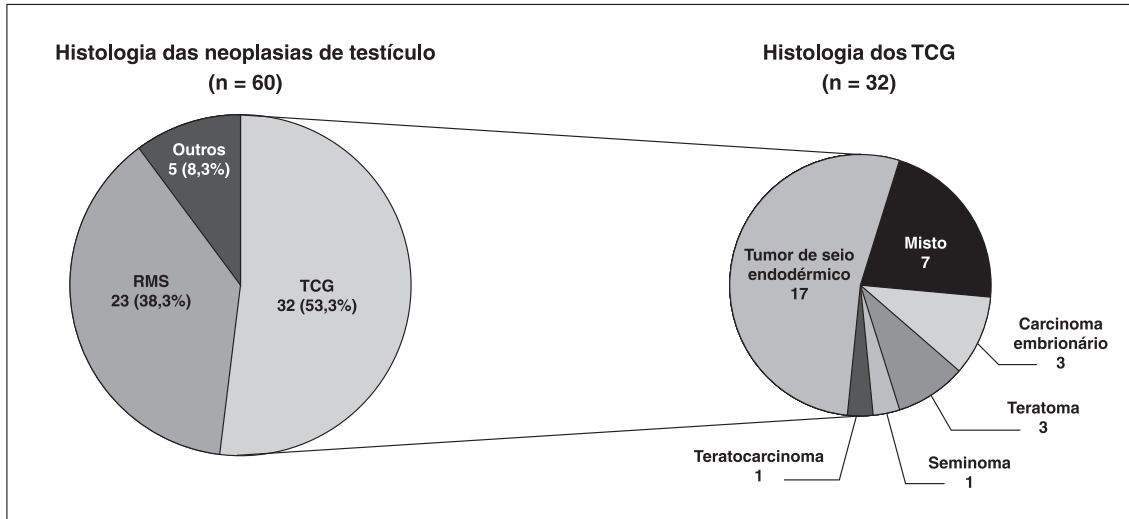 Histologia das neoplasias de testículo
(n = 60)
Outros
5 (8,3%)
RMS
23 (38,3%)
TCG
32 (53,3%)
Histologia dos TCG
(n = 32)
Tumor de seio
endodérmico
17
Misto
7
Carcinoma
embrionário
3
Teratoma
3
Seminoma
1
Teratocarcinoma
1